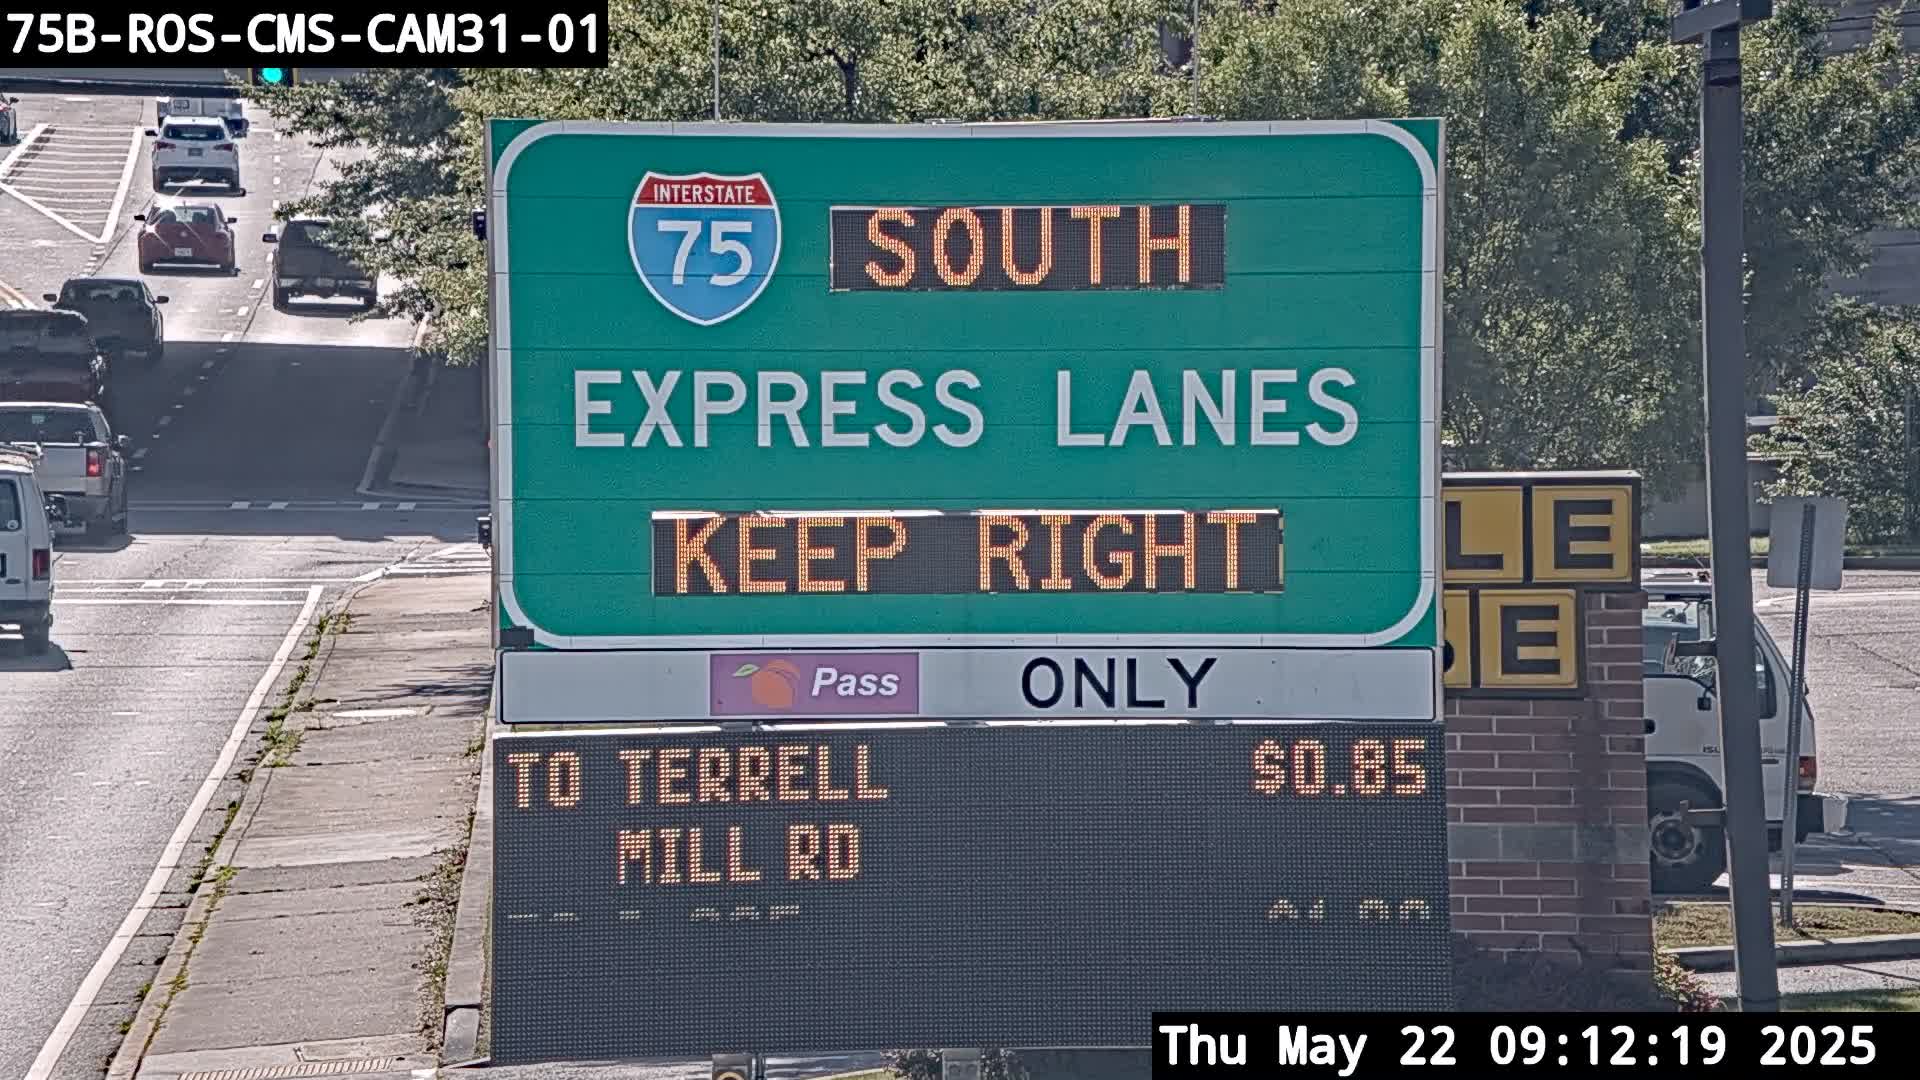 75B-ROS-CMS-CAM31-01
INTERSTATE
75
SOUTH
EXPRESS LANES
KEEP RIGHT
LE
E
Pass ONLY
TO TERRELL $0.85
MILL RD
Thu May 22 09:12:19 2025